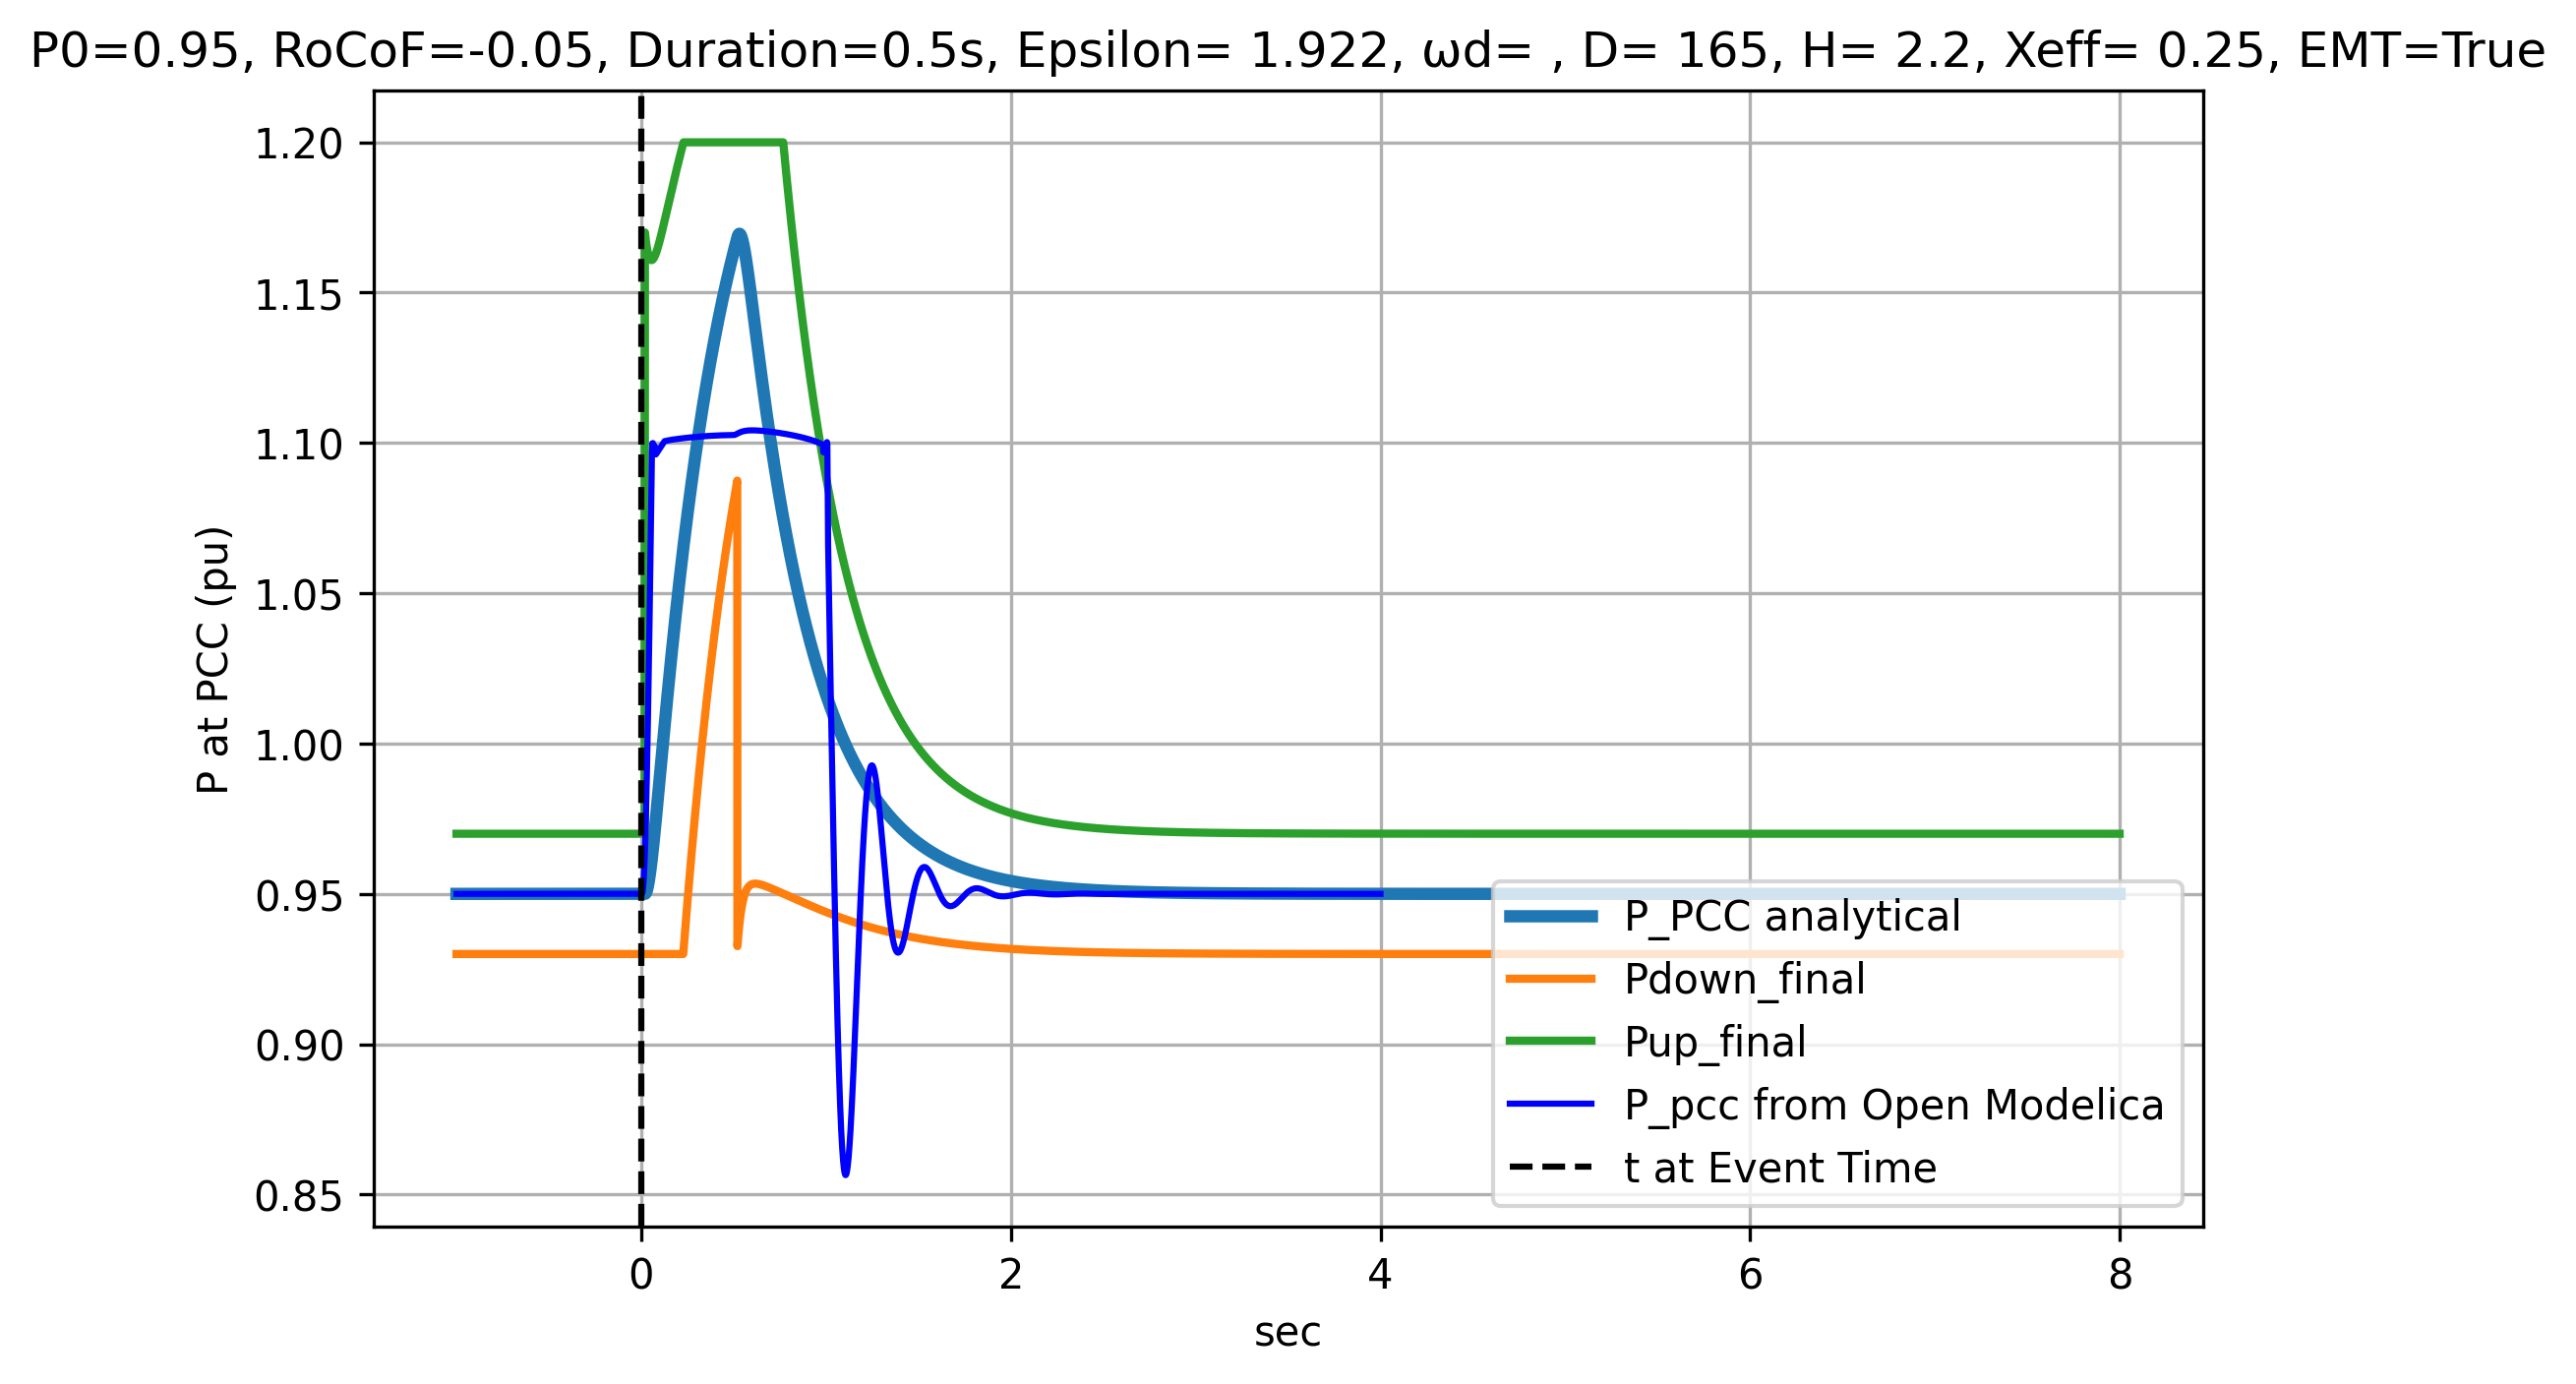 P0=0.95, RoCoF=-0.05, Duration=0.5s, Epsilon= 1.922, ωd= , D= 165, H= 2.2, Xeff= 0.25, EMT=True
P at PCC (pu)
1.20
1.15
1.10
1.05
1.00
0.95
0.90
0.85
P_PCC analytical
Pdown_final
Pup_final
P_pcc from Open Modelica
t at Event Time
0 2 4 6 8
sec